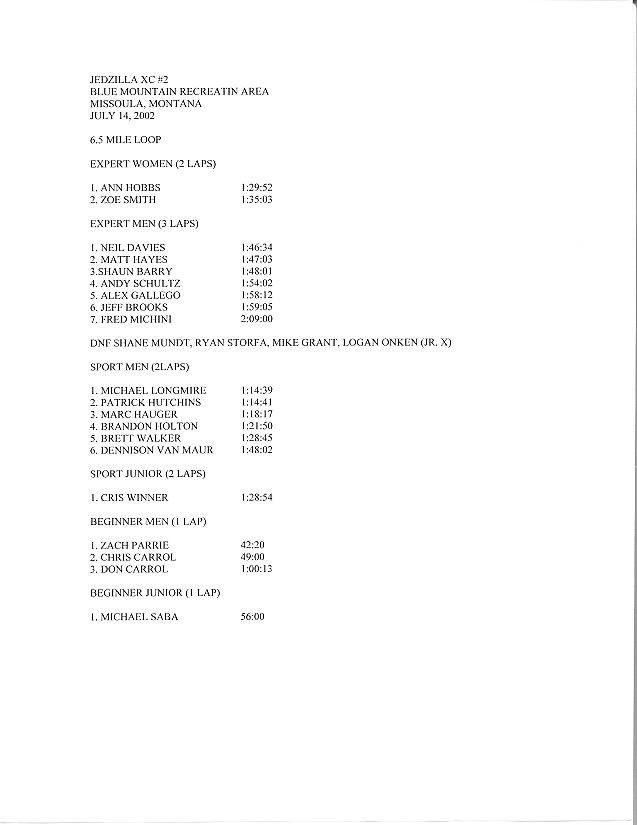 JEDZILLA XC #2
BLUE MOUNTAIN RECREATIN AREA
MISSOULA, MONTANA
JULY 14, 2002
6.5 MILE LOOP
EXPERT WOMEN (2 LAPS)
1. ANN HOBBS 1:29:52
2. ZOE SMITH 1:35:03
EXPERT MEN (3 LAPS)
1. NEIL DAVIES 1:46:34
2. MATT HAYES 1:47:03
3.SHAUN BARRY 1:48:01
4. ANDY SCHULTZ 1:54:02
5. ALEX GALLEGO 1:58:12
6. JEFF BROOKS 1:59:05
7. FRED MICHINI 2:09:00
DNF SHANE MUNDT, RYAN STORFA, MIKE GRANT, LOGAN ONKEN (JR. X)
SPORT MEN (2LAPS)
1. MICHAEL LONGMIRE 1:14:39
2. PATRICK HUTCHINS 1:14:41
3. MARC HAUGER 1:18:17
4. BRANDON HOLTON 1:21:50
5. BRETT WALKER 1:28:45
6. DENNISON VAN MAUR 1:48:02
SPORT JUNIOR (2 LAPS)
1. CRIS WINNER 1:28:54
BEGINNER MEN (1 LAP)
1. ZACH PARRIE 42:20
2. CHRIS CARROL 49:00
3. DON CARROL 1:00:13
BEGINNER JUNIOR (1 LAP)
1. MICHAEL SABA 56:00